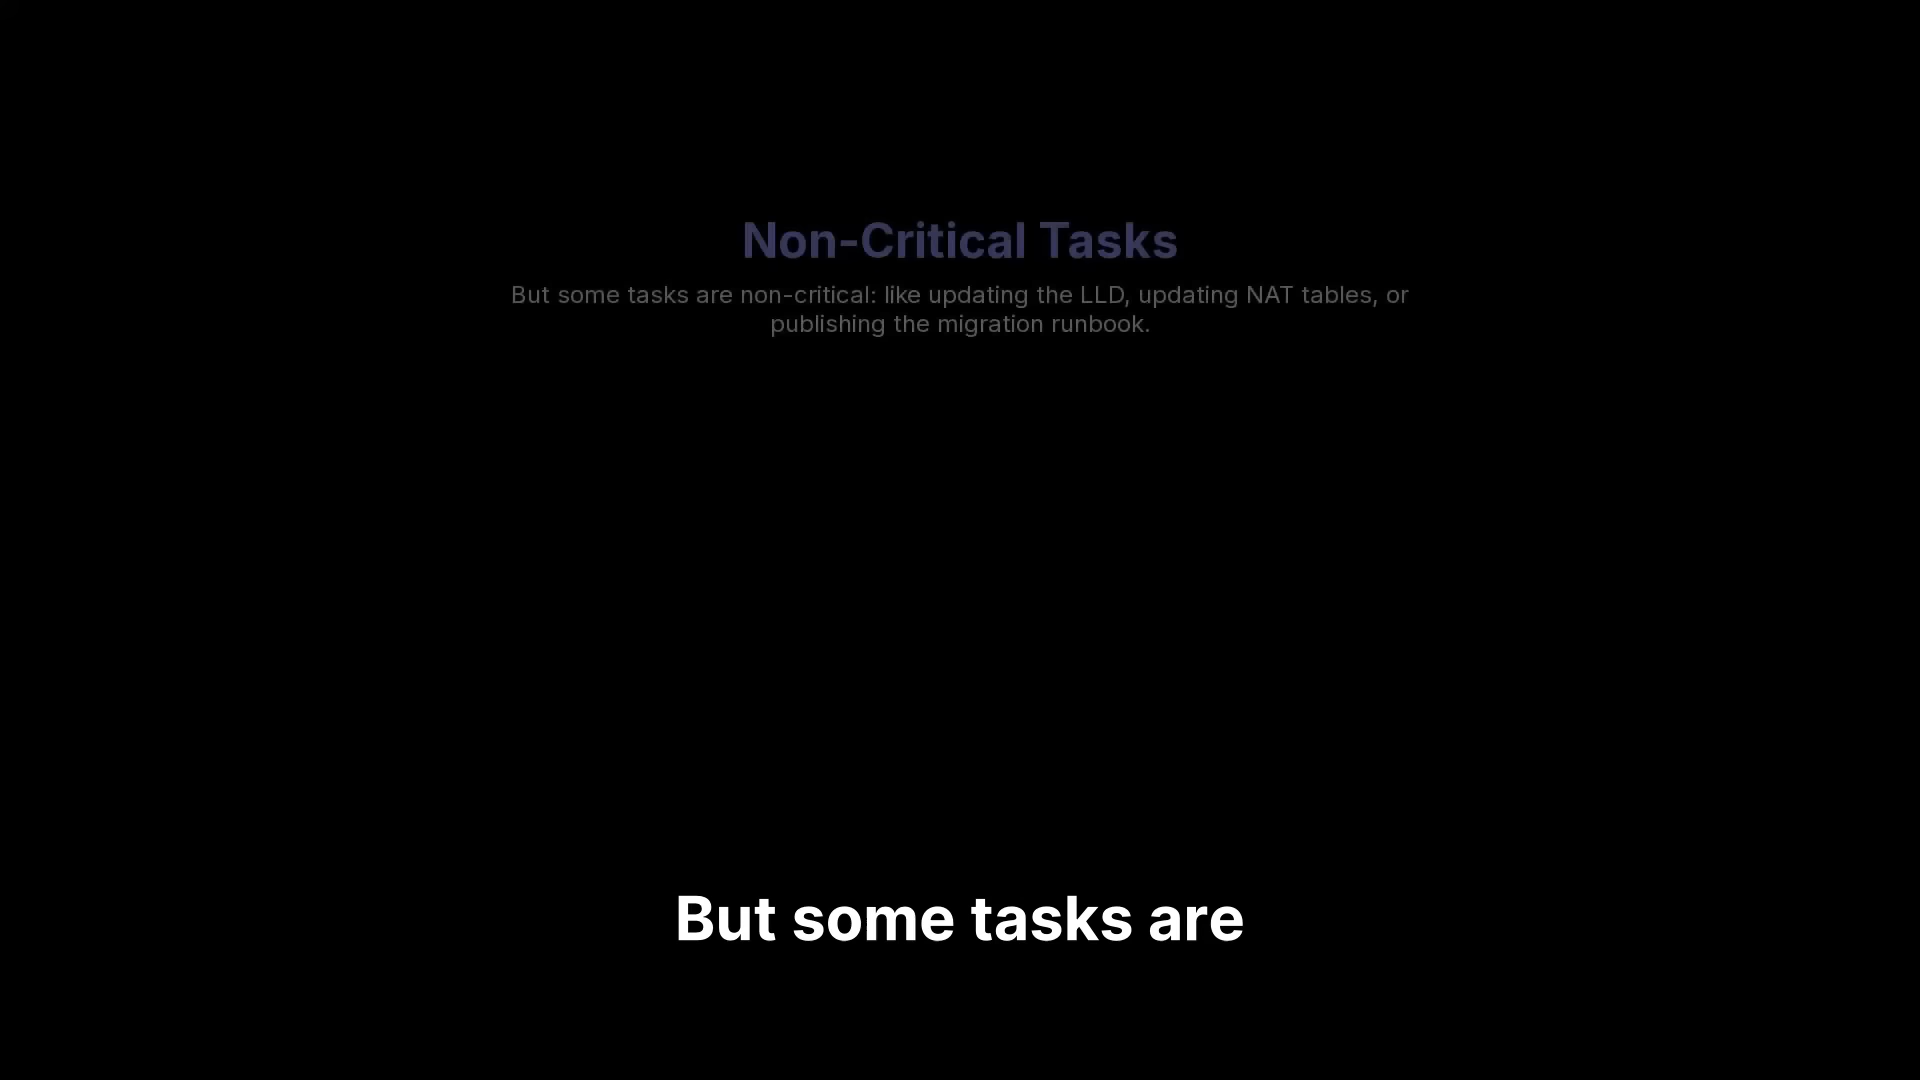 Non-Critical Tasks
But some tasks are non-critical: like updating the LLD, updating NAT tables, or
publishing the migration runbook.
But some tasks are